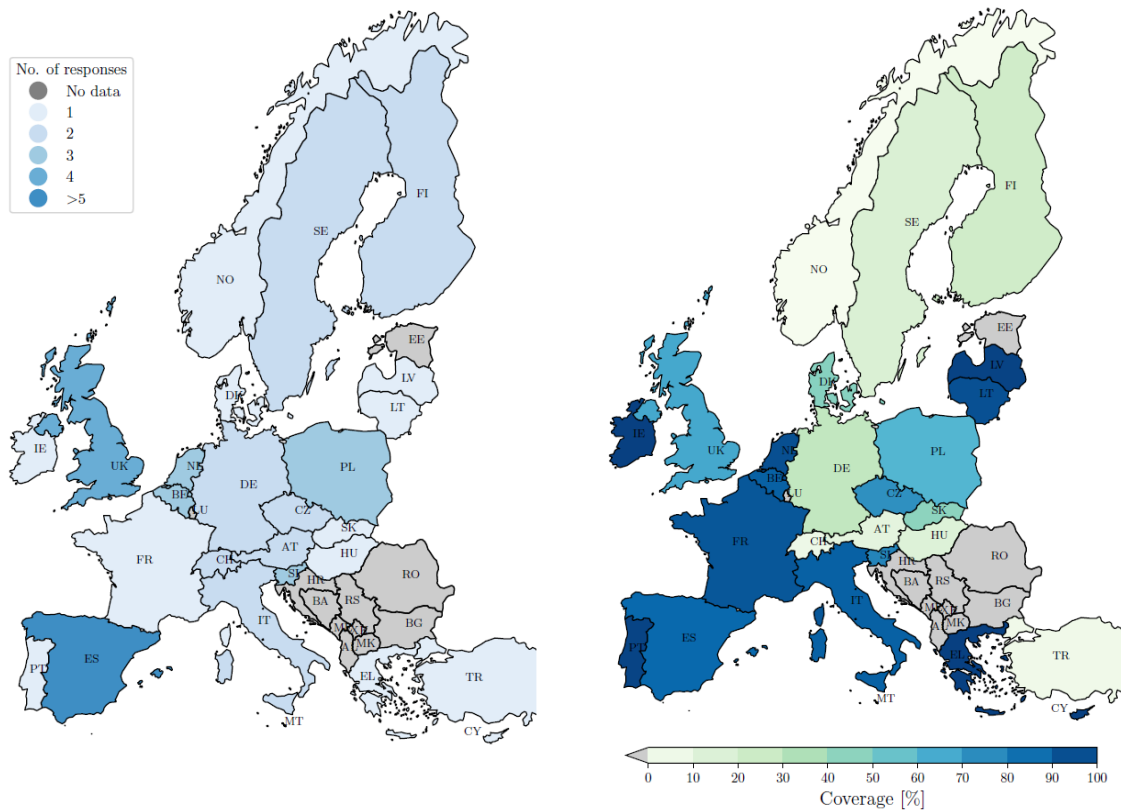 No. of responses
No data
1
2
3
4
>5
FI
SE
NO
EE
LV
DK
LT
IE
UK
NL
PL
BE
DE
LU
CZ
SK
AT
HU
FR
CH
RO
SI
HR
BA
RS
BG
IT
MK
ES
PT
EL
TR
MT
CY
FI
SE
NO
EE
LV
DK
LT
IE
UK
NL
PL
BE
DE
LU
CZ
SK
AT
HU
FR
CH
RO
SI
HR
BA
RS
BG
IT
MK
ES
PT
EL
TR
MT
CY
0 10 20 30 40 50 60 70 80 90 100
Coverage [%]